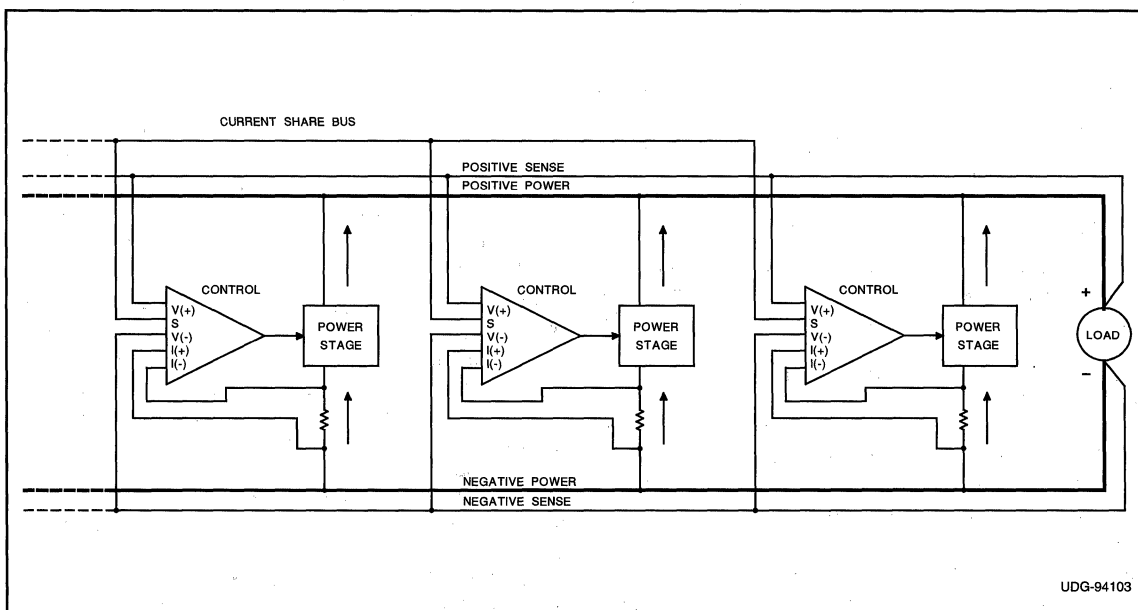 CURRENT SHARE BUS
POSITIVE SENSE
POSITIVE POWER
CONTROL
V(+)
S
V(-)
I(+)
I(-)
POWER
STAGE
CONTROL
V(+)
S
V(-)
I(+)
I(-)
POWER
STAGE
CONTROL
V(+)
S
V(-)
I(+)
I(-)
POWER
STAGE
+
LOAD
−
NEGATIVE POWER
NEGATIVE SENSE
UDG-94103